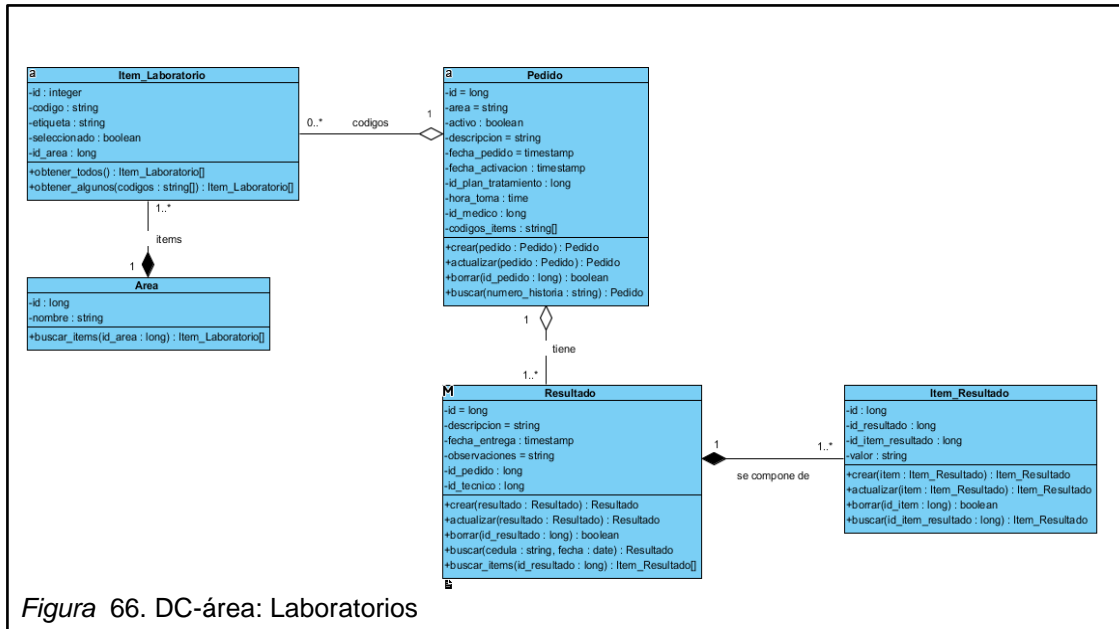 a
Item_Laboratorio
-id : integer
-codigo : string
-etiqueta : string
-seleccionado : boolean
-id_area : long
+obtener_todos() : Item_Laboratorio[]
+obtener_algunos(codigos : string[]) : Item_Laboratorio[]
0..*
codigos
1
a
Pedido
-id = long
-area = string
-activo : boolean
-descripcion = string
-fecha_pedido = timestamp
-fecha_activacion : timestamp
-id_plan_tratamiento : long
-hora_toma : time
-id_medico : long
-codigos_items : string[]
+crear(pedido : Pedido) : Pedido
+actualizar(pedido : Pedido) : Pedido
+borrar(id_pedido : long) : boolean
+buscar(numero_historia : string) : Pedido
1..*
items
1
Area
-id : long
-nombre : string
+buscar_items(id_area : long) : Item_Laboratorio[]
1
tiene
1..*
M
Resultado
-id = long
-descripcion = string
-fecha_entrega : timestamp
-observaciones = string
-id_pedido : long
-id_tecnico : long
+crear(resultado : Resultado) : Resultado
+actualizar(resultado : Resultado) : Resultado
+borrar(id_resultado : long) : boolean
+buscar(cedula : string, fecha : date) : Resultado
+buscar_items(id_resultado : long) : Item_Resultado[]
1
se compone de
1..*
Item_Resultado
-id : long
-id_resultado : long
-id_item_resultado : long
-valor : string
+crear(item : Item_Resultado) : Item_Resultado
+actualizar(item : Item_Resultado) : Item_Resultado
+borrar(id_item : long) : boolean
+buscar(id_item_resultado : long) : Item_Resultado
Figura 66. DC-área: Laboratorios